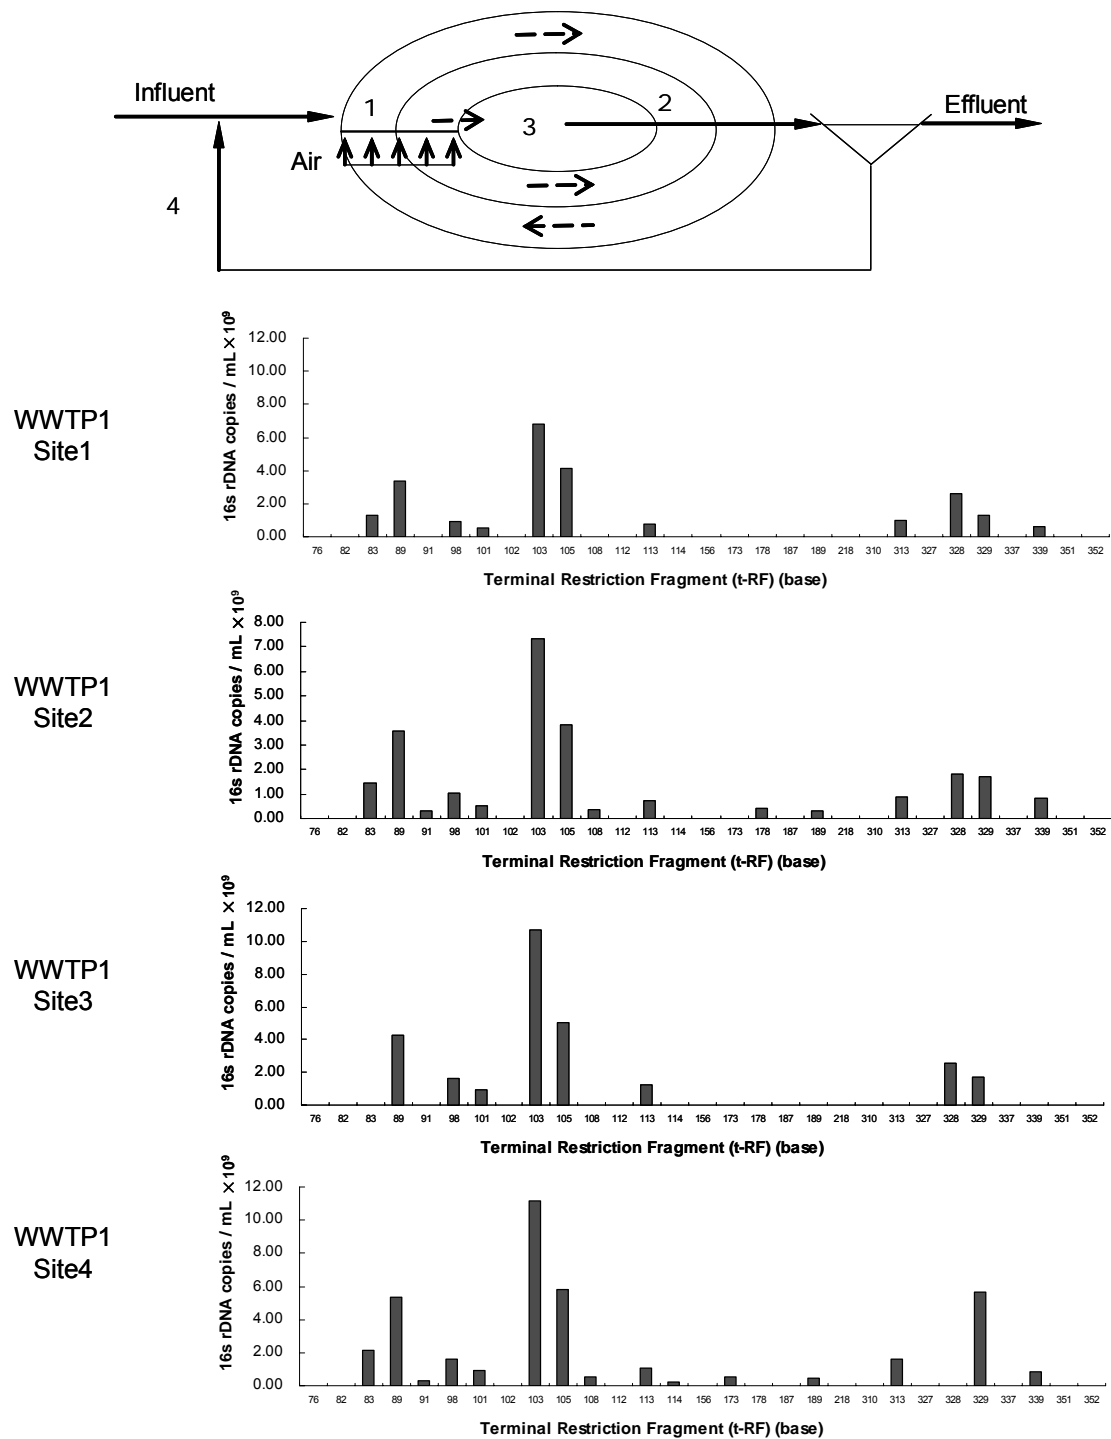 1
2
Influent
Effluent
3
Air
4
WWTP1
Site1
16s rDNA copies / mL ×10⁹
12.00
10.00
8.00
6.00
4.00
2.00
0.00
76 82 83 89 91 98 101 102 103 105 108 112 113 114 156 173 178 187 189 218 310 313 327 328 329 337 339 351 352
Terminal Restriction Fragment (t-RF) (base)
WWTP1
Site2
16s rDNA copies / mL ×10⁹
8.00
7.00
6.00
5.00
4.00
3.00
2.00
1.00
0.00
76 82 83 89 91 98 101 102 103 105 108 112 113 114 156 173 178 187 189 218 310 313 327 328 329 337 339 351 352
Terminal Restriction Fragment (t-RF) (base)
WWTP1
Site3
16s rDNA copies / mL ×10⁹
12.00
10.00
8.00
6.00
4.00
2.00
0.00
76 82 83 89 91 98 101 102 103 105 108 112 113 114 156 173 178 187 189 218 310 313 327 328 329 337 339 351 352
Terminal Restriction Fragment (t-RF) (base)
WWTP1
Site4
16s rDNA copies / mL ×10⁹
12.00
10.00
8.00
6.00
4.00
2.00
0.00
76 82 83 89 91 98 101 102 103 105 108 112 113 114 156 173 178 187 189 218 310 313 327 328 329 337 339 351 352
Terminal Restriction Fragment (t-RF) (base)